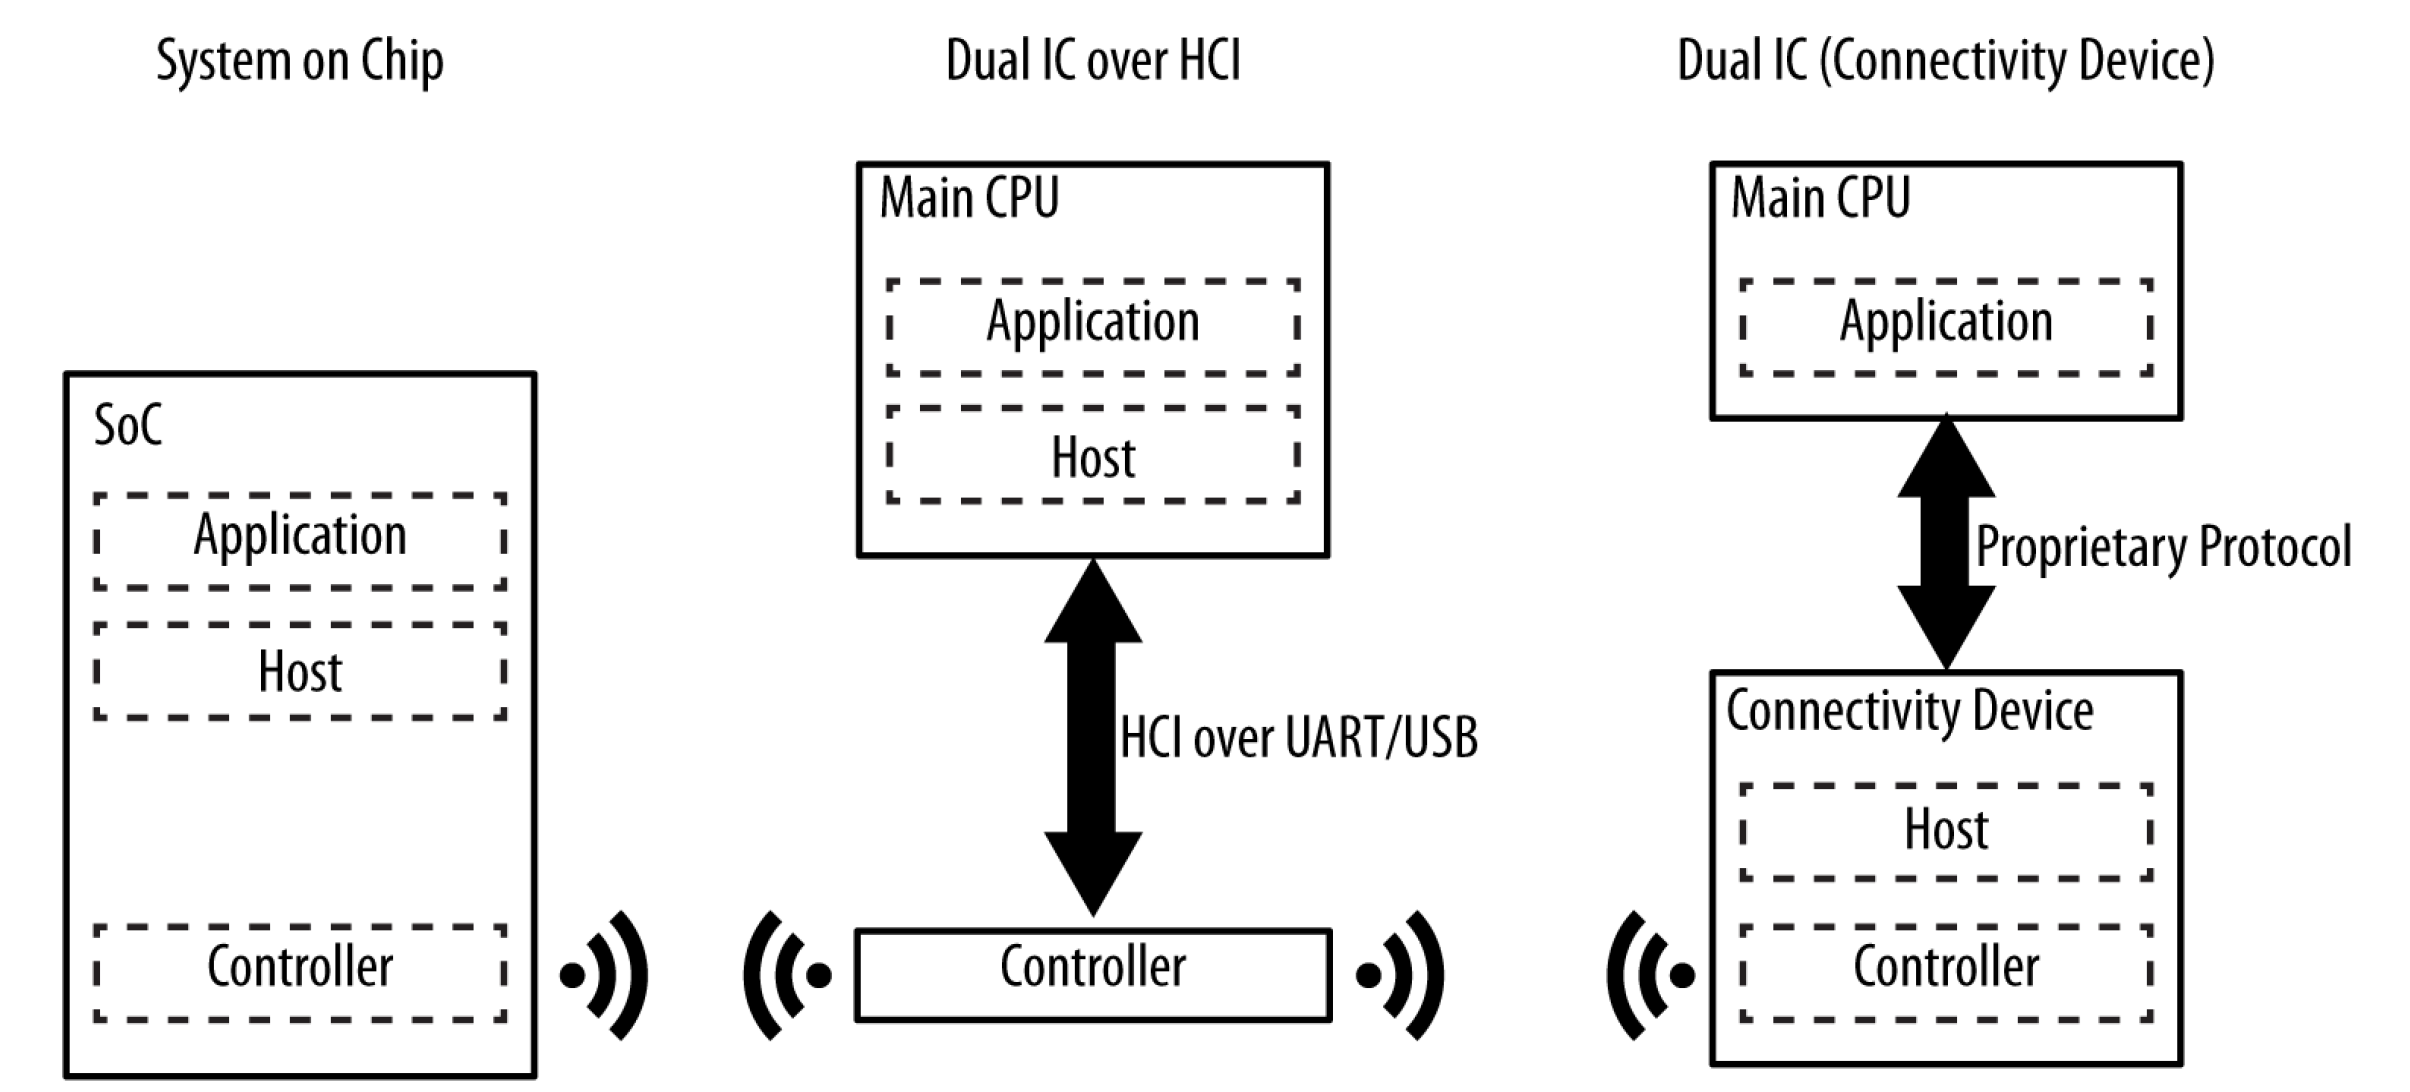 System on Chip
Dual IC over HCI
Dual IC (Connectivity Device)
SoC
Application
Host
Controller
Main CPU
Application
Host
HCI over UART/USB
Controller
Main CPU
Application
Proprietary Protocol
Connectivity Device
Host
Controller